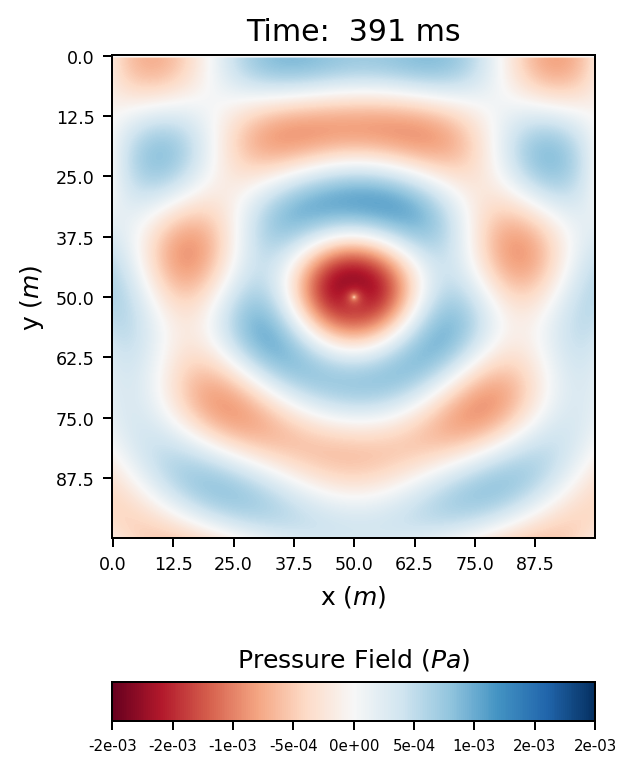 Time:  391 ms
0.0
12.5
25.0
37.5
50.0
62.5
75.0
87.5
y (m)
0.0 12.5 25.0 37.5 50.0 62.5 75.0 87.5
x (m)
Pressure Field (Pa)
-2e-03 -2e-03 -1e-03 -5e-04 0e+00 5e-04 1e-03 2e-03 2e-03